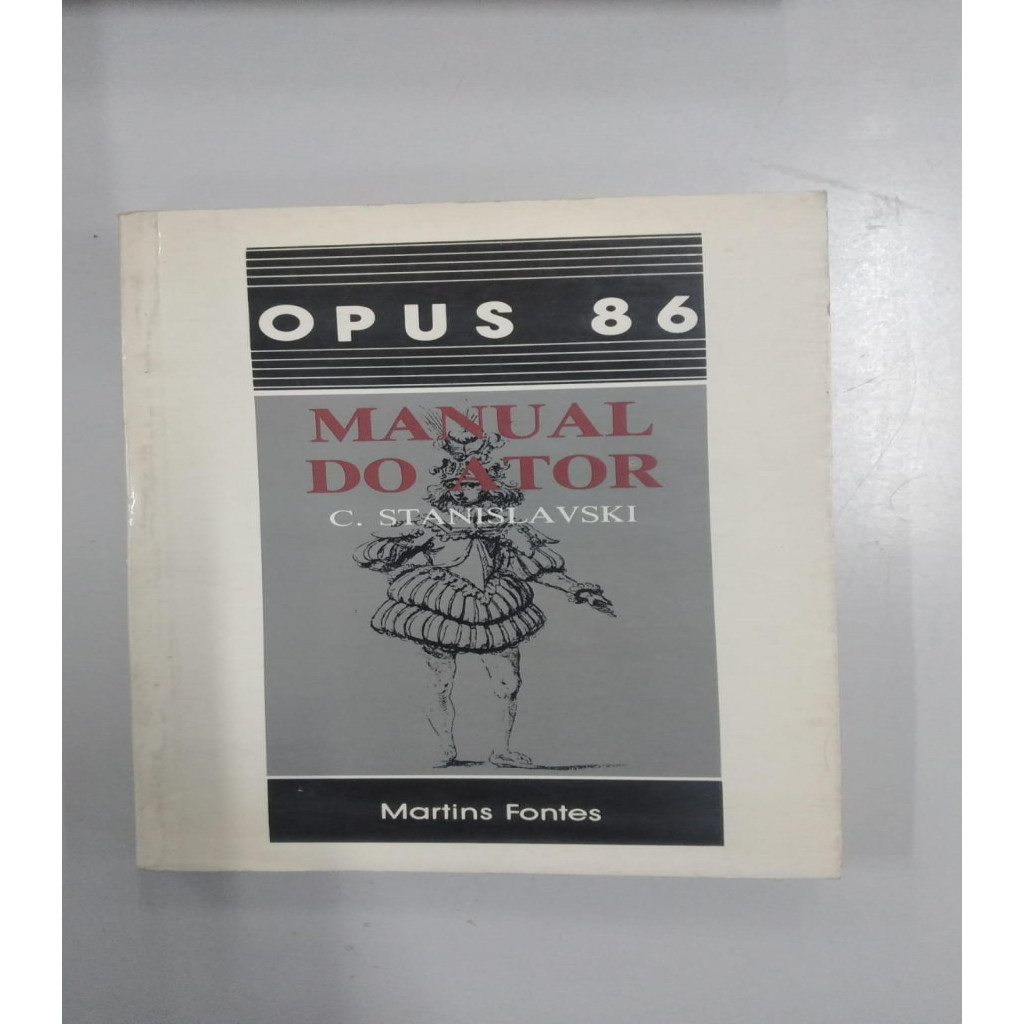 OPUS 86
MANUAL
DO ATOR
C. STANISLAVSKI
Martins Fontes